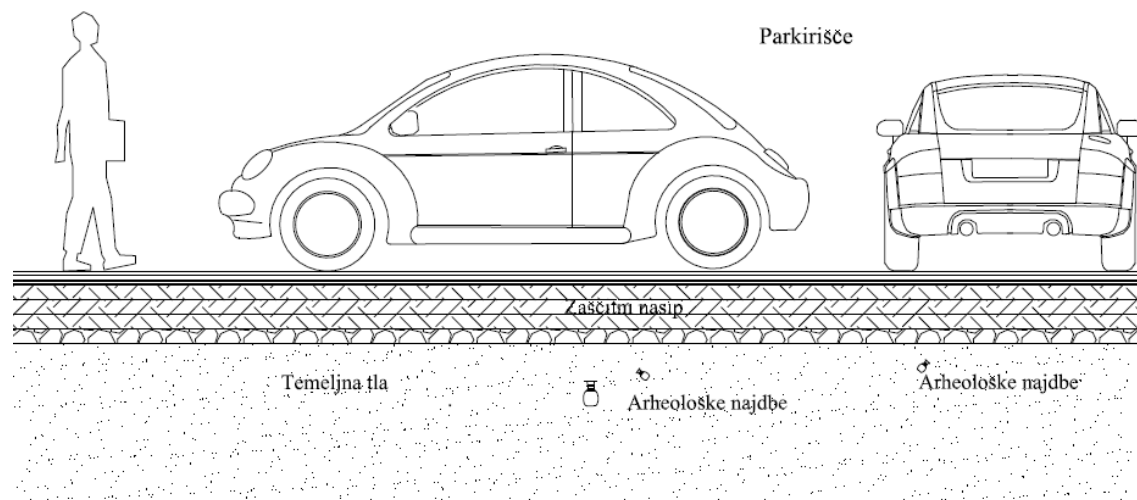 Parkirišče
Zaščitni nasip
Temeljna tla
Arheološke najdbe
Arheološke najdbe